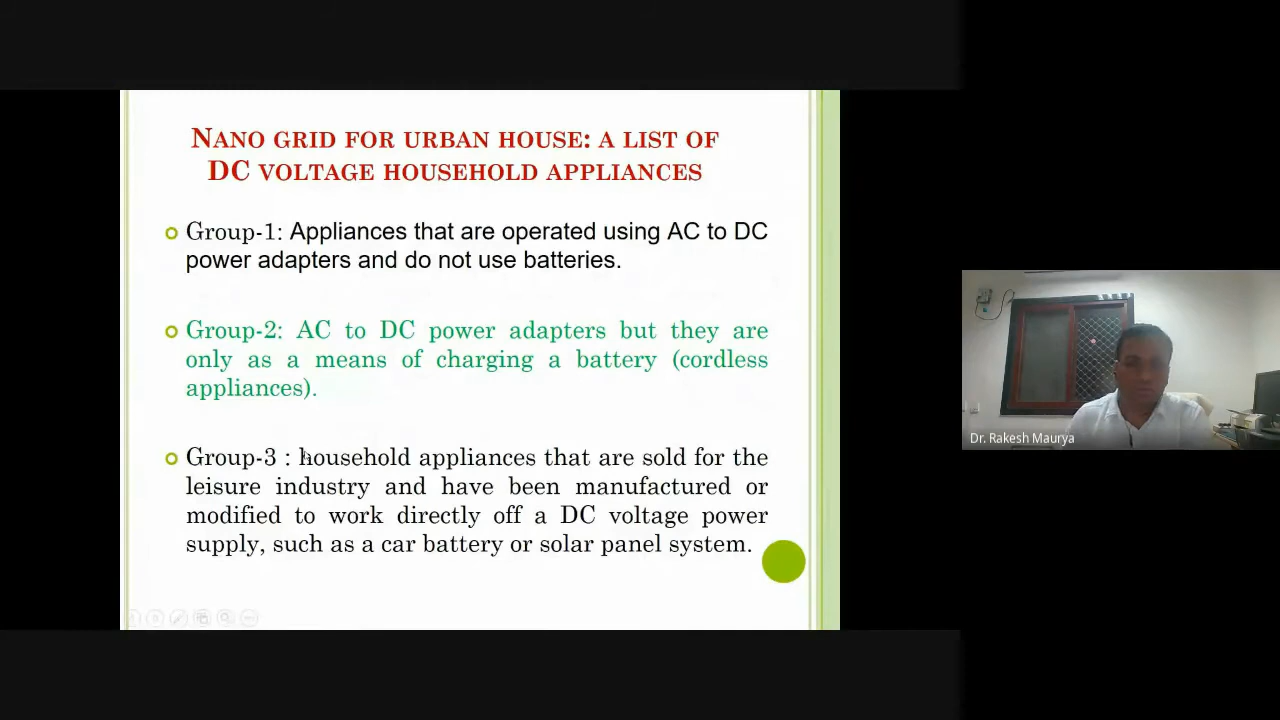 NANO GRID FOR URBAN HOUSE: A LIST OF
DC VOLTAGE HOUSEHOLD APPLIANCES
Group-1: Appliances that are operated using AC to DC
power adapters and do not use batteries.
Group-2: AC to DC power adapters but they are
only as a means of charging a battery (cordless
appliances).
Group-3 : household appliances that are sold for the
leisure industry and have been manufactured or
modified to work directly off a DC voltage power
supply, such as a car battery or solar panel system.
Dr. Rakesh Maurya